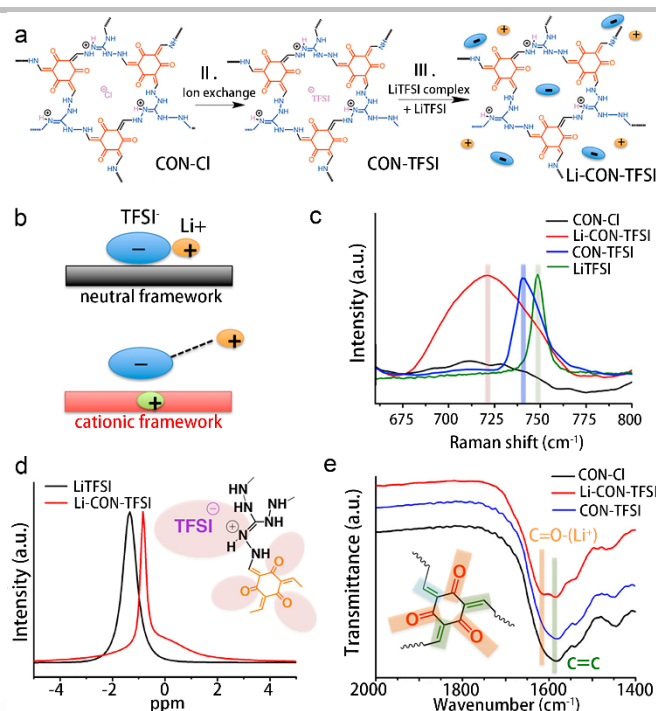 a
II.
Ion exchange
III.
LiTFSI complex
+ LiTFSI
CON-Cl
CON-TFSI
Li-CON-TFSI
b
TFSI-
Li+
neutral framework
cationic framework
c
CON-Cl
Li-CON-TFSI
CON-TFSI
LiTFSI
Intensity (a.u.)
675 700 725 750 775 800
Raman shift (cm⁻¹)
d
LiTFSI
Li-CON-TFSI
TFSI
Intensity (a.u.)
-4 -2 0 2 4
ppm
e
CON-Cl
Li-CON-TFSI
CON-TFSI
C=O-(Li⁺)
C=C
Transmittance (a.u.)
2000 1800 1600 1400
Wavenumber (cm⁻¹)